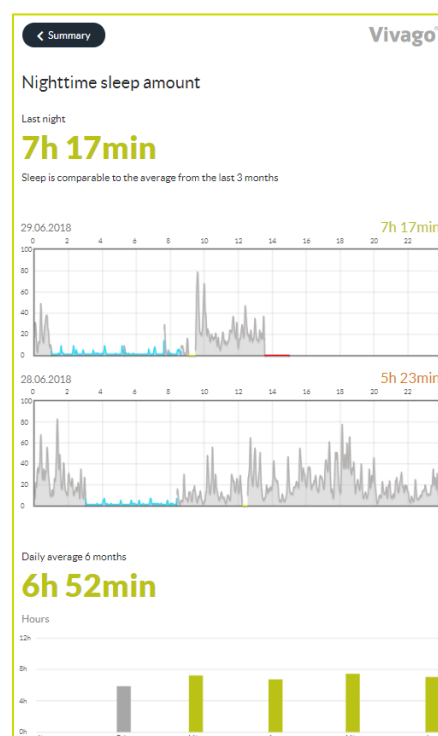 Summary
Vivago
Nighttime sleep amount
Last night
7h 17min
Sleep is comparable to the average from the last 3 months
29.06.2018 7h 17min
0 2 4 6 8 10 12 14 16 18 20 22
100
80
60
40
20
0
28.06.2018 5h 23min
0 2 4 6 8 10 12 14 16 18 20 22
100
80
60
40
20
0
Daily average 6 months
6h 52min
Hours
12h
8h
4h
0h